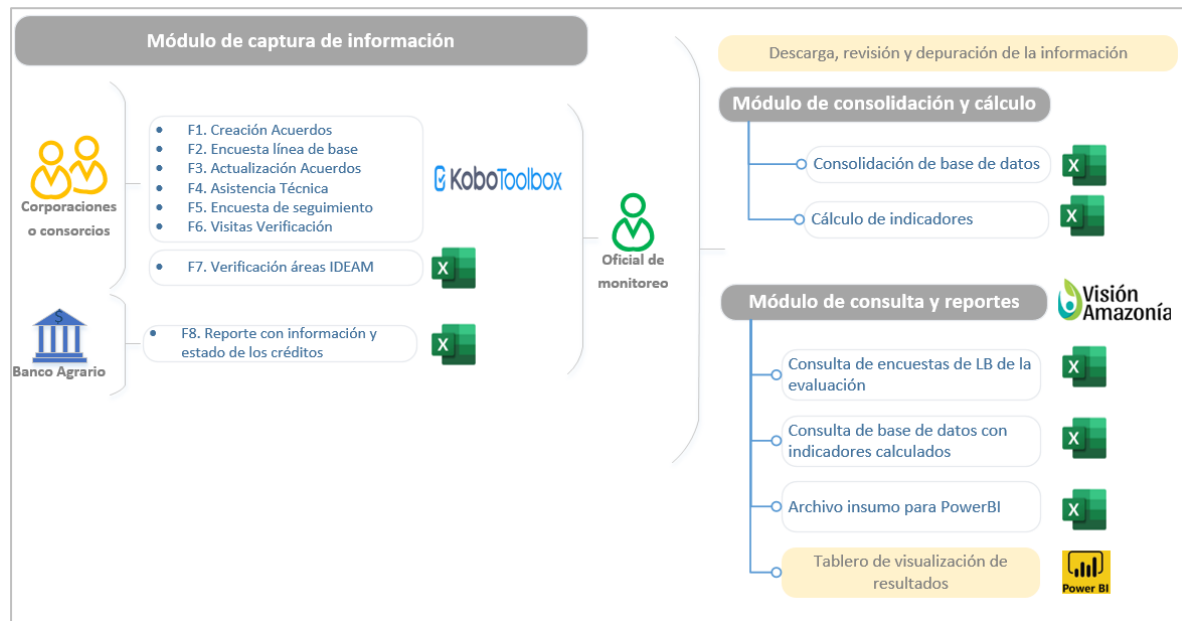 Módulo de captura de información
Corporaciones
o consorcios
F1. Creación Acuerdos
F2. Encuesta línea de base
F3. Actualización Acuerdos
F4. Asistencia Técnica
F5. Encuesta de seguimiento
F6. Visitas Verificación
KoboToolbox
F7. Verificación áreas IDEAM
X
$
Banco Agrario
F8. Reporte con información y
estado de los créditos
X
Oficial de
monitoreo
Descarga, revisión y depuración de la información
Módulo de consolidación y cálculo
Consolidación de base de datos
X
Cálculo de indicadores
X
Módulo de consulta y reportes
Visión
Amazonía
Consulta de encuestas de LB de la
evaluación
X
Consulta de base de datos con
indicadores calculados
X
Archivo insumo para PowerBI
X
Tablero de visualización de
resultados
Power BI